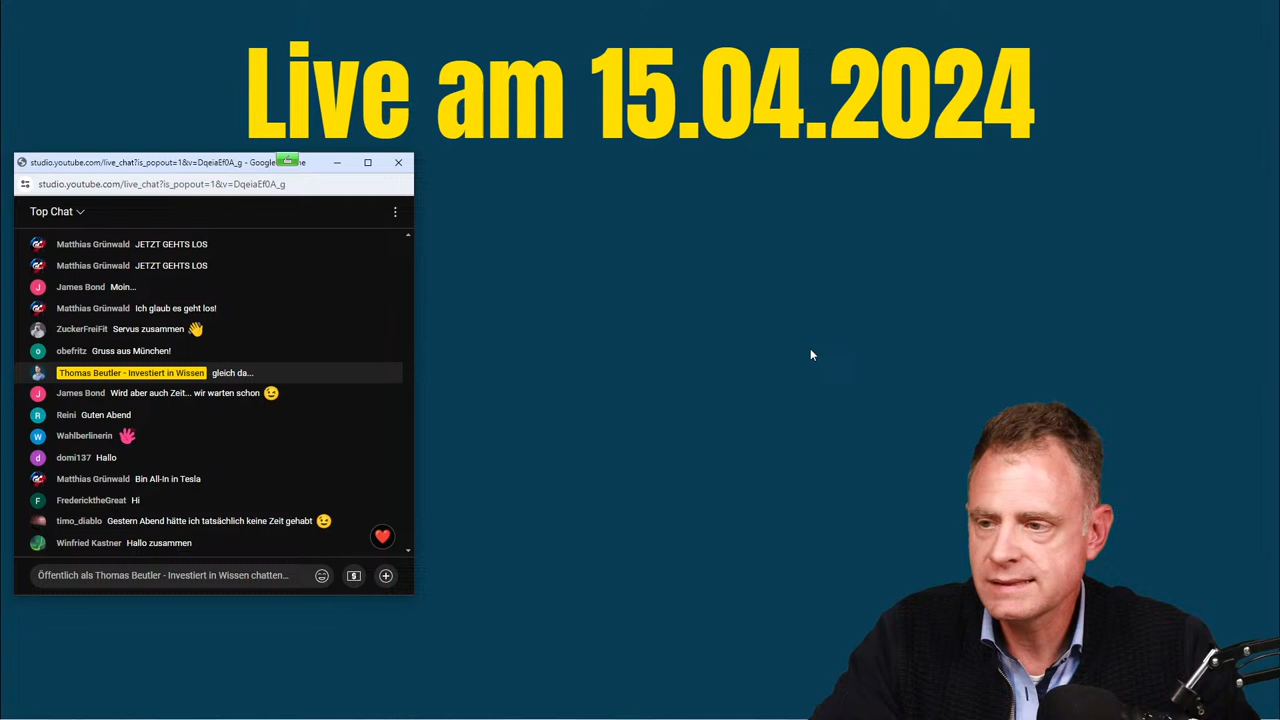 Live am 15.04.2024
studio.youtube.com/live_chat?is_popout=1&v=DqeiaEf0A_g - Google
studio.youtube.com/live_chat?is_popout=1&v=DqeiaEf0A_g
Top Chat
Matthias Grünwald JETZT GEHTS LOS
Matthias Grünwald JETZT GEHTS LOS
James Bond Moin...
Matthias Grünwald Ich glaub es geht los!
ZuckerFreiFit Servus zusammen
obefritz Gruss aus München!
Thomas Beutler - Investiert in Wissen gleich da...
James Bond Wird aber auch Zeit... wir warten schon
Reini Guten Abend
Wahlberlinerin
domi137 Hallo
Matthias Grünwald Bin All-In in Tesla
FredericktheGreat Hi
timo_diablo Gestern Abend hätte ich tatsächlich keine Zeit gehabt
Winfried Kastner Hallo zusammen
Öffentlich als Thomas Beutler - Investiert in Wissen chatten...